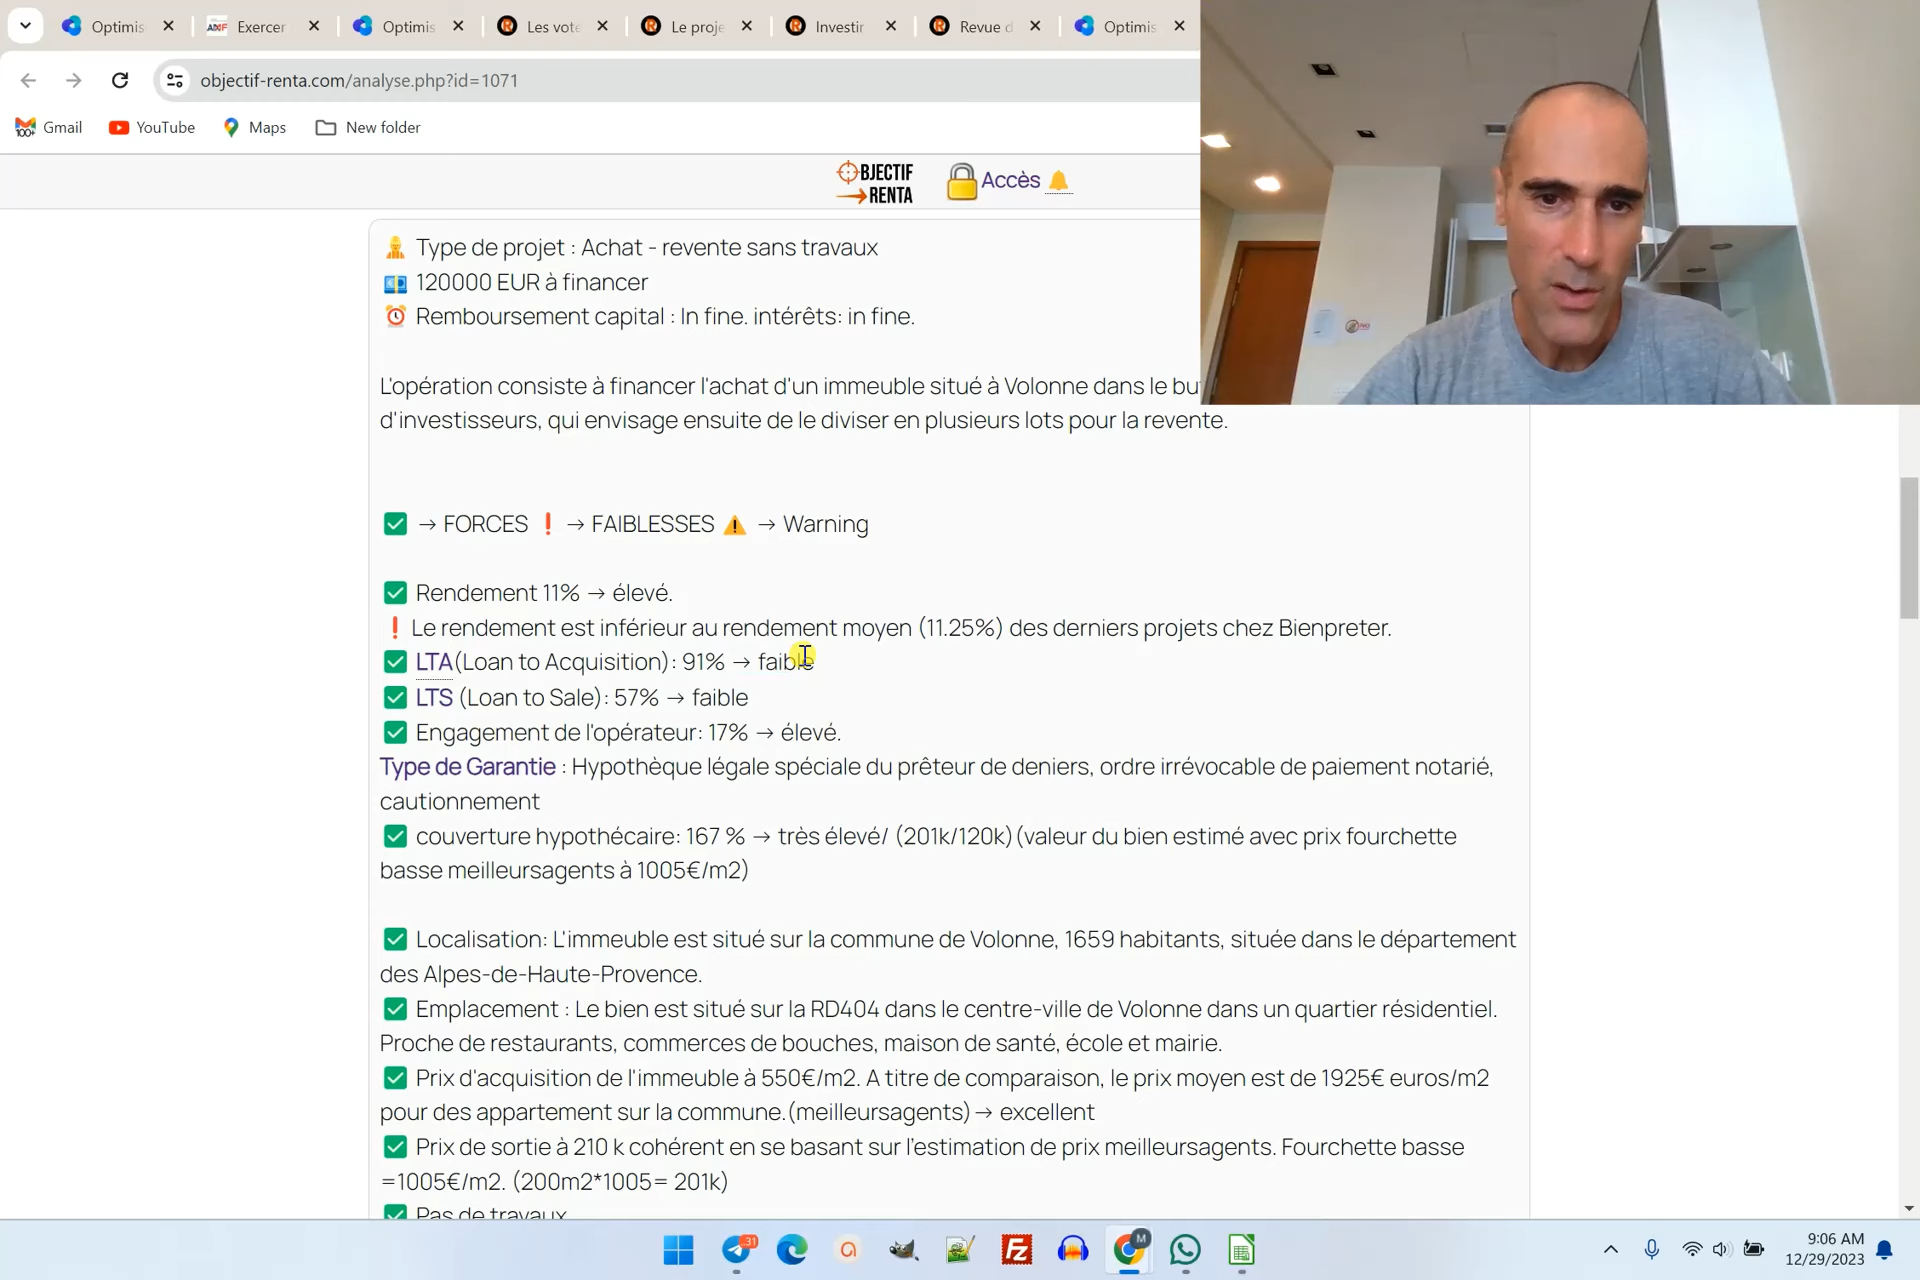 Optimis
Exercer
Optimis
Les vote
Le proje
Investir
Revue d
Optimis
objectif-renta.com/analyse.php?id=1071
Gmail
YouTube
Maps
New folder
OBJECTIF
RENTA
Accès
Type de projet : Achat - revente sans travaux
120000 EUR à financer
Remboursement capital : In fine. intérêts: in fine.
L'opération consiste à financer l'achat d'un immeuble situé à Volonne dans le bu
d'investisseurs, qui envisage ensuite de le diviser en plusieurs lots pour la revente.
✅ → FORCES ❗ → FAIBLESSES ⚠️ → Warning
✅ Rendement 11% → élevé.
❗ Le rendement est inférieur au rendement moyen (11.25%) des derniers projets chez Bienpreter.
✅ LTA(Loan to Acquisition): 91% → faible
✅ LTS (Loan to Sale): 57% → faible
✅ Engagement de l'opérateur: 17% → élevé.
Type de Garantie : Hypothèque légale spéciale du prêteur de deniers, ordre irrévocable de paiement notarié,
cautionnement
✅ couverture hypothécaire: 167 % → très élevé/ (201k/120k)(valeur du bien estimé avec prix fourchette
basse meilleursagents à 1005€/m2)
✅ Localisation: L'immeuble est situé sur la commune de Volonne, 1659 habitants, située dans le département
des Alpes-de-Haute-Provence.
✅ Emplacement : Le bien est situé sur la RD404 dans le centre-ville de Volonne dans un quartier résidentiel.
Proche de restaurants, commerces de bouches, maison de santé, école et mairie.
✅ Prix d'acquisition de l'immeuble à 550€/m2. A titre de comparaison, le prix moyen est de 1925€ euros/m2
pour des appartement sur la commune.(meilleursagents)→ excellent
✅ Prix de sortie à 210 k cohérent en se basant sur l'estimation de prix meilleursagents. Fourchette basse
=1005€/m2. (200m2*1005= 201k)
✅ Pas de travaux
31
M
9:06 AM
12/29/2023